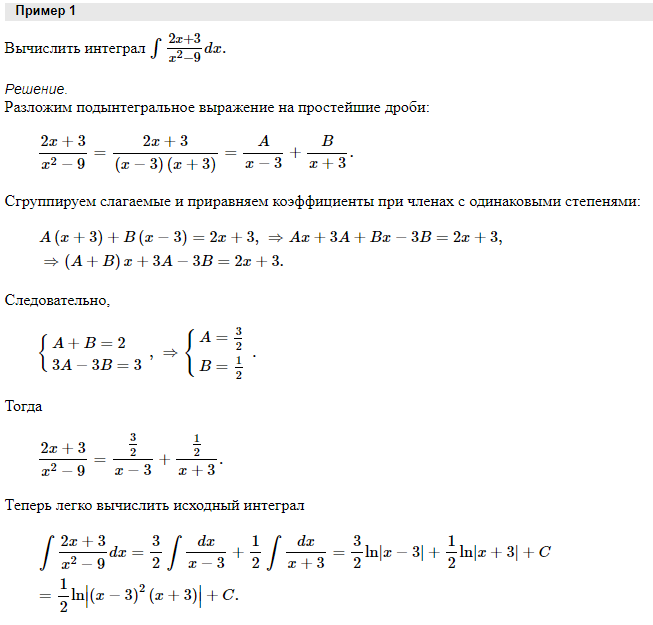 Пример 1
Вычислить интеграл ∫ (2x+3)/(x²−9) dx.
Решение.
Разложим подынтегральное выражение на простейшие дроби:
(2x + 3)/(x² − 9) = (2x + 3)/((x − 3)(x + 3)) = A/(x − 3) + B/(x + 3).
Сгруппируем слагаемые и приравняем коэффициенты при членах с одинаковыми степенями:
A(x + 3) + B(x − 3) = 2x + 3, ⇒ Ax + 3A + Bx − 3B = 2x + 3,
⇒ (A + B)x + 3A − 3B = 2x + 3.
Следовательно,
{ A + B = 2; 3A − 3B = 3 , ⇒ { A = 3/2; B = 1/2 .
Тогда
(2x + 3)/(x² − 9) = (3/2)/(x − 3) + (1/2)/(x + 3).
Теперь легко вычислить исходный интеграл
∫ (2x + 3)/(x² − 9) dx = 3/2 ∫ dx/(x − 3) + 1/2 ∫ dx/(x + 3) = 3/2 ln|x − 3| + 1/2 ln|x + 3| + C
= 1/2 ln|(x − 3)² (x + 3)| + C.